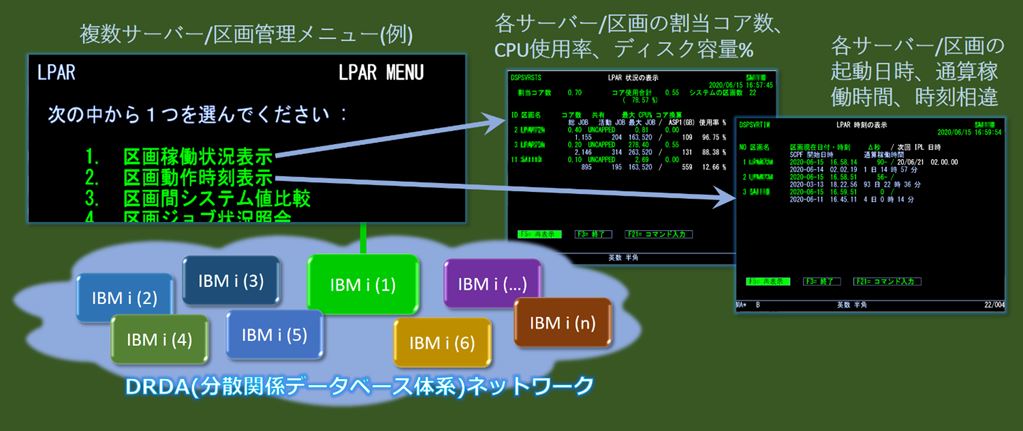 複数サーバー/区画管理メニュー(例)
各サーバー/区画の割当コア数、
CPU使用率、ディスク容量%
各サーバー/区画の
起動日時、通算稼
働時間、時刻相違
LPAR LPAR MENU
次の中から１つを選んでください :
1. 区画稼働状況表示
2. 区画動作時刻表示
3. 区画間システム値比較
4. 区画ジョブ状況照会
DSPSVRSTS LPAR 状況の表示
2020/06/15 16:57:45
割当コア数 0.70 コア使用合計 0.55 システムの区画数 22
( 78.57 %)
ID 区画名 コア数 共有 最大 CPU% コア換算
総 JOB 活動 JOB 最大 JOB / ASP1(GB) 使用率 %
2 0.40 UNCAPPED 0.81 0.00
1,155 204 163,520 / 109 96.75 %
3 0.20 UNCAPPED 276.40 0.55
2,146 314 163,520 / 131 88.38 %
11 0.10 UNCAPPED 2.69 0.00
895 195 163,520 / 559 12.66 %
F5= 再表示 F3= 終了 F21= コマンド入力
英数 半角
DSPSVRTIM LPAR 時刻の表示
2020/06/15 16:59:54
NO 区画名 区画現在日付・時刻 Δ秒 / 次回 IPL 日時
SCPF 開始日時 通算稼働時間
1 2020-06-15 16.58.14 90- / 20/06/21 02.00.00
2020-06-14 02.02.19 1 日 14 時 57 分
2 2020-06-15 16.58.51 56- /
2020-03-13 18.22.56 93 日 22 時 36 分
3 2020-06-15 16.59.51 0 /
2020-06-11 16.45.11 4 日 0 時 14 分
F5= 再表示 F3= 終了 F21= コマンド入力
MA* B 英数 半角 22/004
IBM i (1)
IBM i (2)
IBM i (3)
IBM i (4)
IBM i (5)
IBM i (6)
IBM i (…)
IBM i (n)
DRDA(分散関係データベース体系)ネットワーク